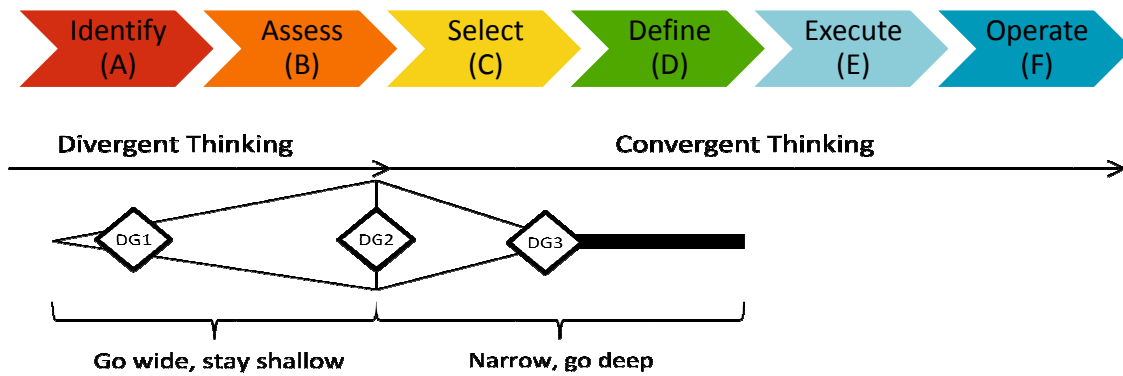 Identify
(A)
Assess
(B)
Select
(C)
Define
(D)
Execute
(E)
Operate
(F)
Divergent Thinking
Convergent Thinking
DG1
DG2
DG3
Go wide, stay shallow
Narrow, go deep